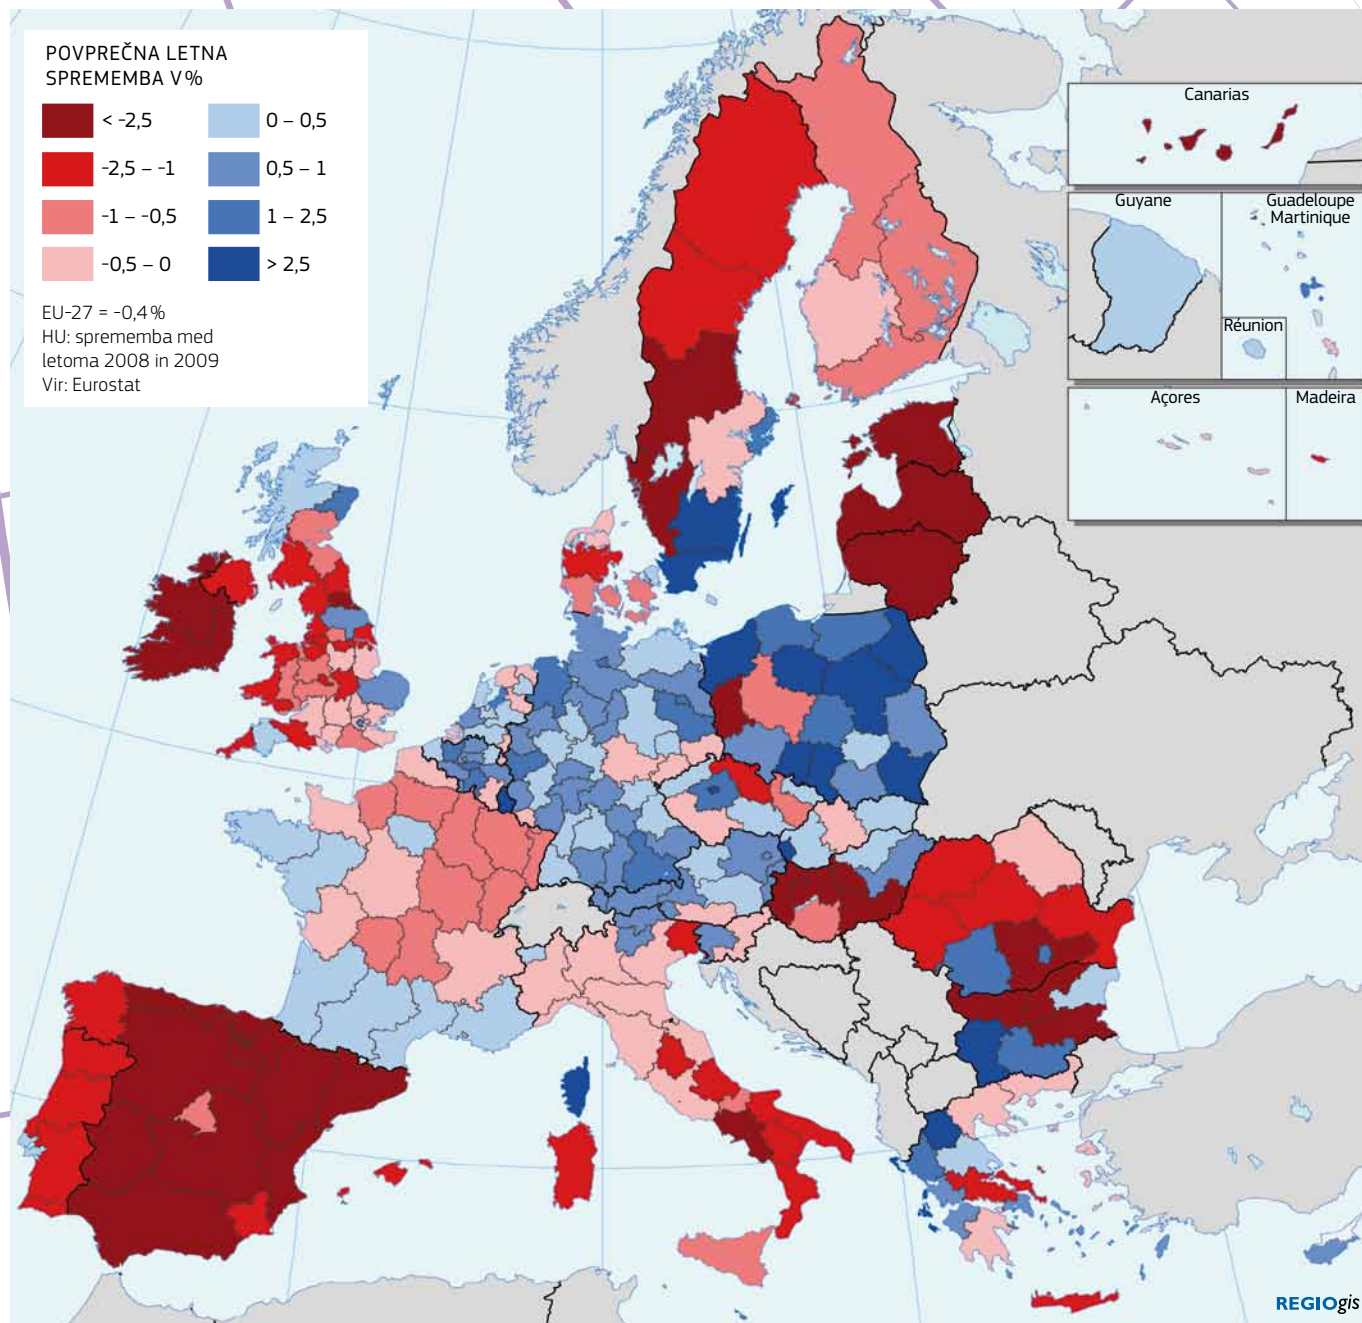 POVPREČNA LETNA
SPREMEMBA V %
< -2,5
-2,5 – -1
-1 – -0,5
-0,5 – 0
0 – 0,5
0,5 – 1
1 – 2,5
> 2,5
EU-27 = -0,4 %
HU: sprememba med
letoma 2008 in 2009
Vir: Eurostat
Canarias
Guyane
Guadeloupe
Martinique
Réunion
Açores
Madeira
REGIOgis